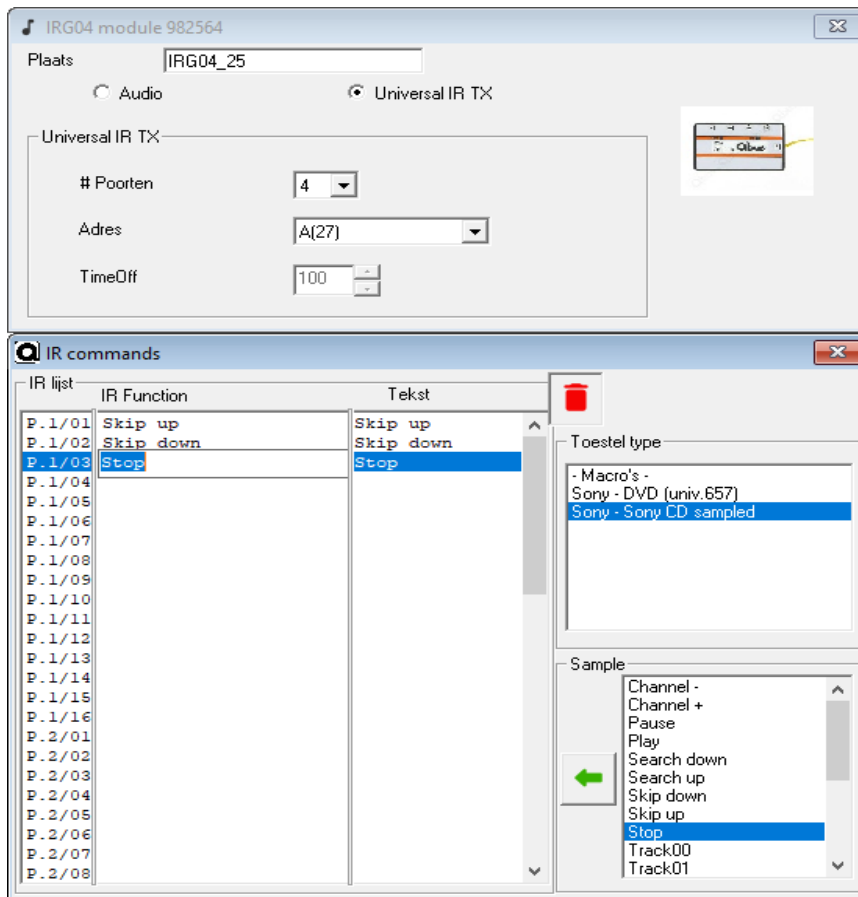 IRG04 module 982564
Plaats IRG04_25
Audio Universal IR TX
Universal IR TX
# Poorten 4
Adres A(27)
TimeOff 100
Qbus
IR commands
IR lijst IR Function Tekst
P.1/01 Skip up Skip up
P.1/02 Skip down Skip down
P.1/03 Stop Stop
P.1/04
P.1/05
P.1/06
P.1/07
P.1/08
P.1/09
P.1/10
P.1/11
P.1/12
P.1/13
P.1/14
P.1/15
P.1/16
P.2/01
P.2/02
P.2/03
P.2/04
P.2/05
P.2/06
P.2/07
P.2/08
Toestel type
- Macro's -
Sony - DVD (univ.657)
Sony - Sony CD sampled
Sample
Channel -
Channel +
Pause
Play
Search down
Search up
Skip down
Skip up
Stop
Track00
Track01